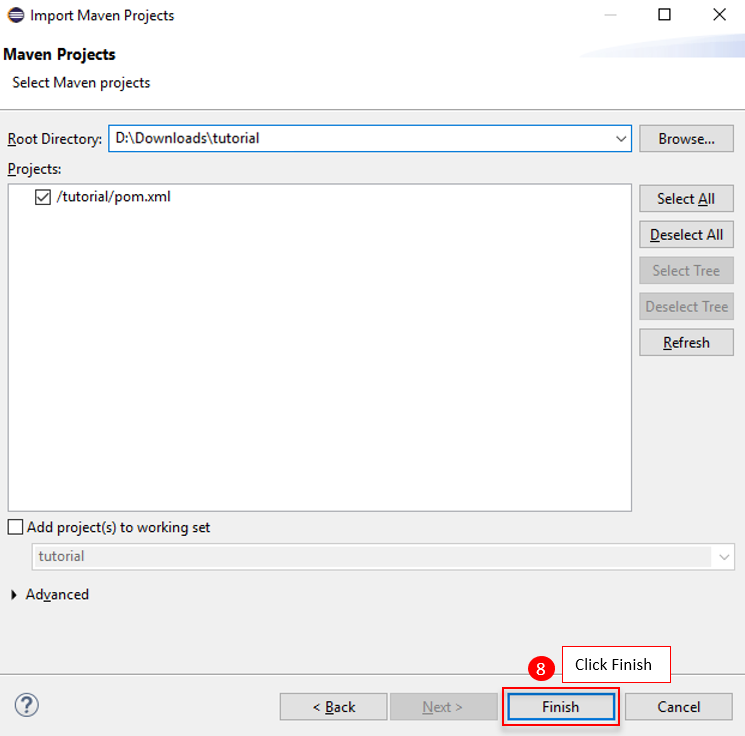 Import Maven Projects
Maven Projects
Select Maven projects
Root Directory: D:\Downloads\tutorial Browse...
Projects:
/tutorial/pom.xml
Select All
Deselect All
Select Tree
Deselect Tree
Refresh
Add project(s) to working set
tutorial
Advanced
8 Click Finish
? < Back Next > Finish Cancel